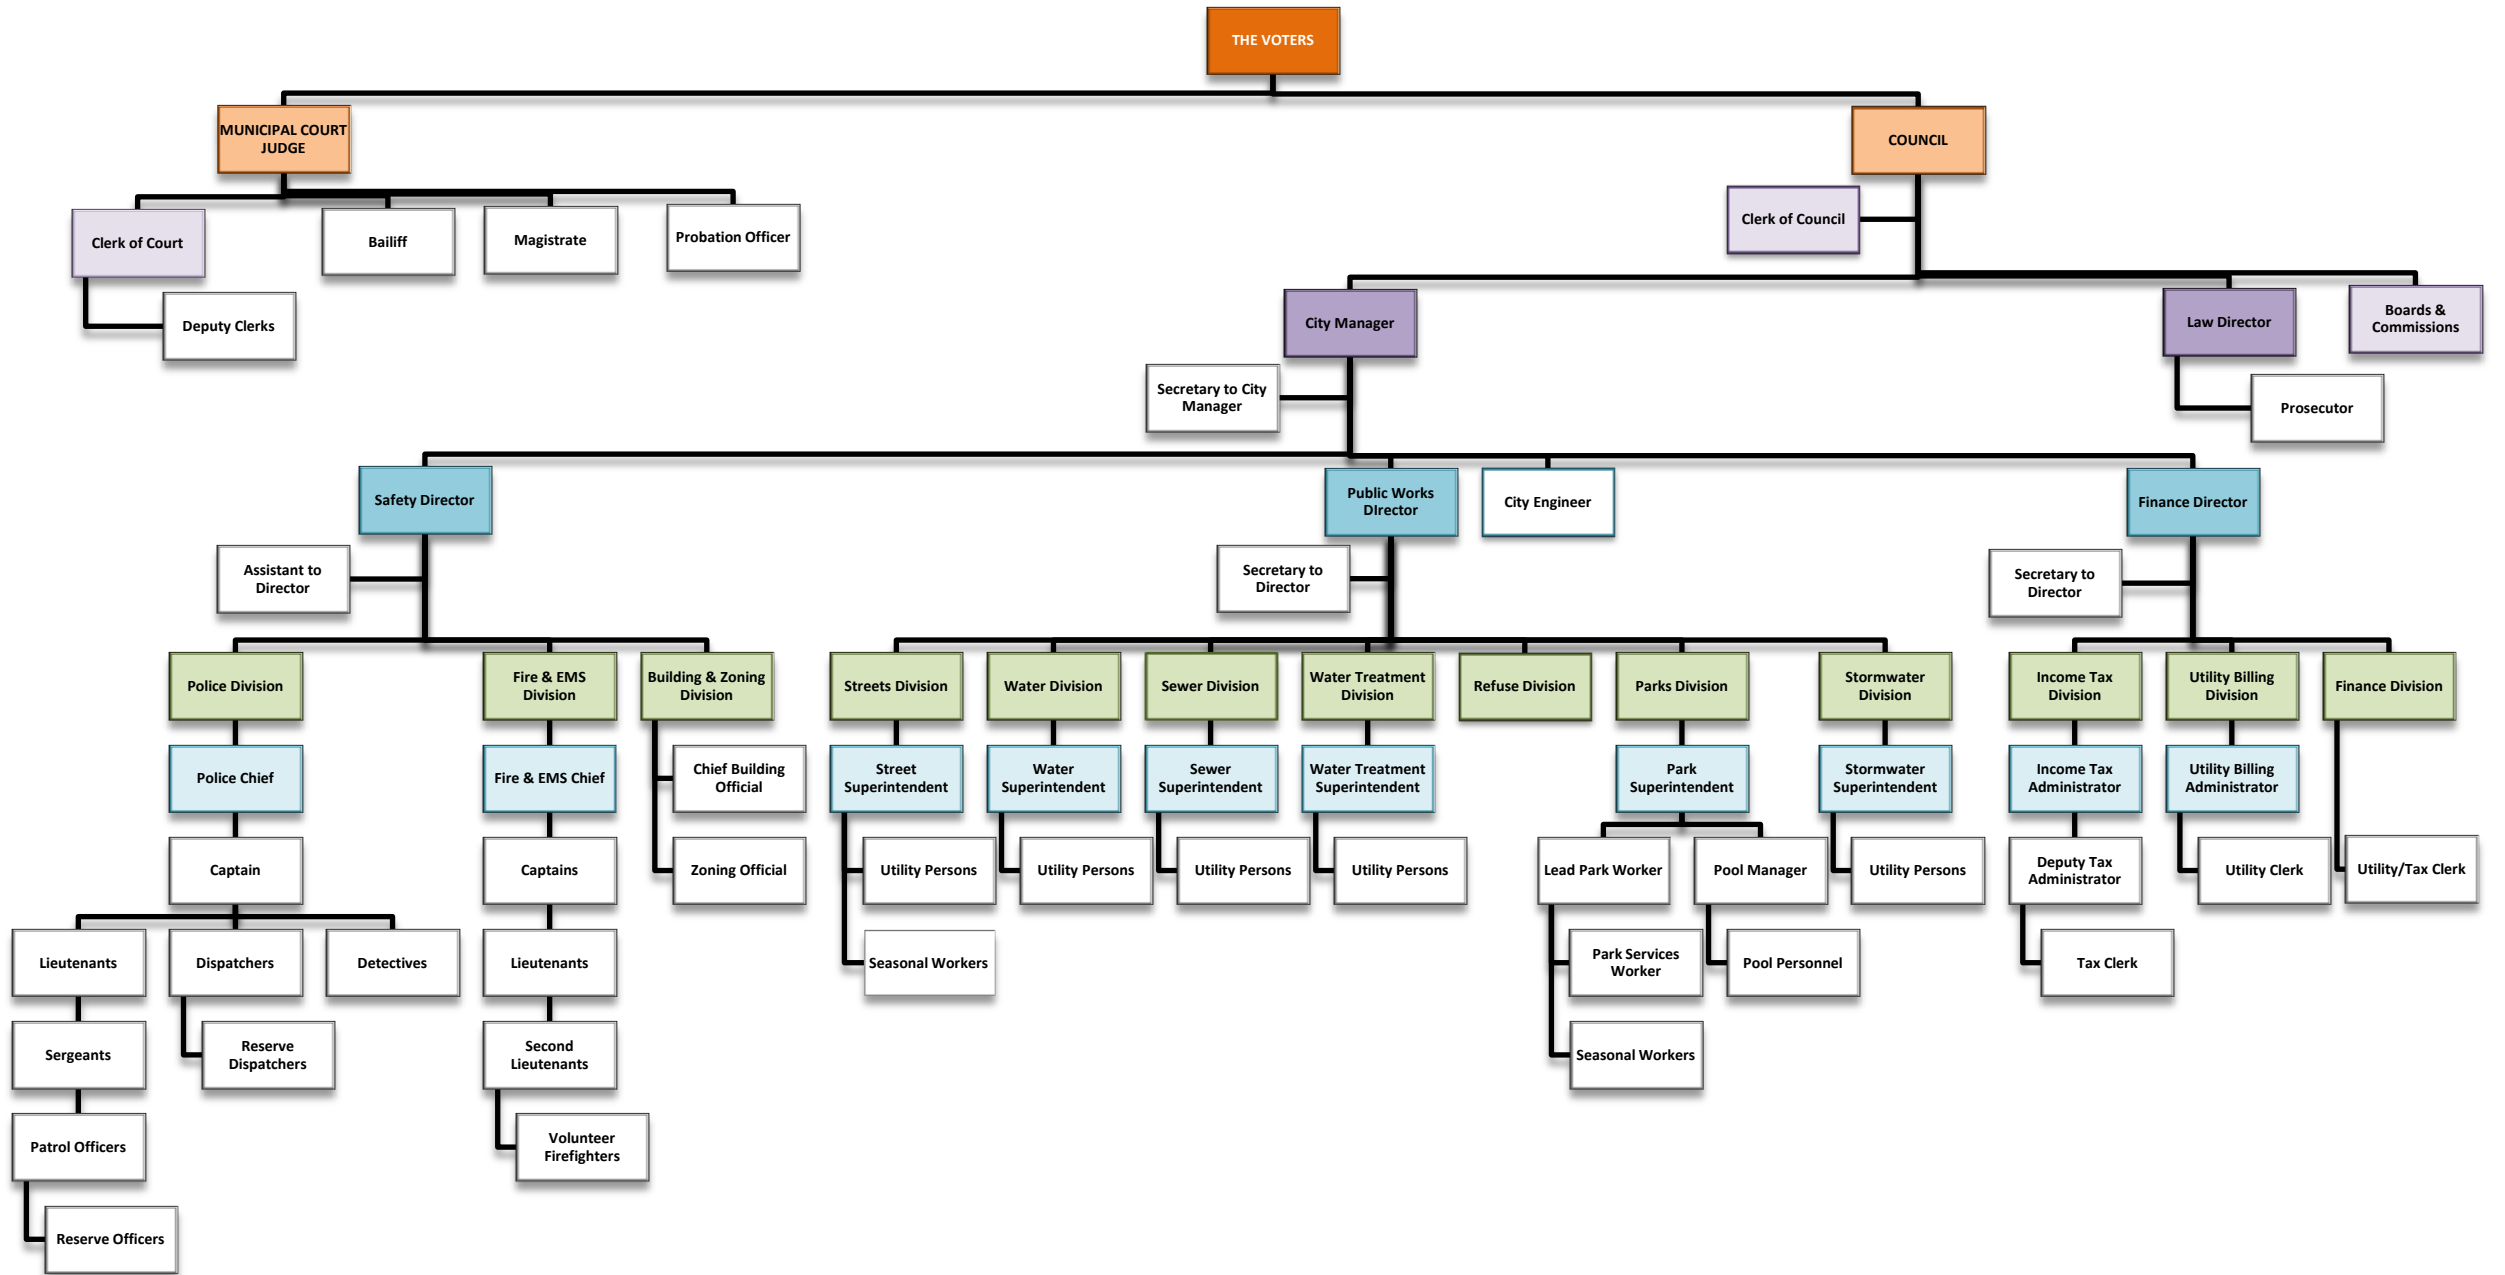 THE VOTERS
MUNICIPAL COURT
JUDGE
COUNCIL
Clerk of Court
Bailiff
Magistrate
Probation Officer
Clerk of Council
Deputy Clerks
City Manager
Law Director
Boards &
Commissions
Secretary to City
Manager
Prosecutor
Safety Director
Public Works
DIrector
City Engineer
Finance Director
Assistant to
Director
Secretary to
Director
Secretary to
Director
Police Division
Fire & EMS
Division
Building & Zoning
Division
Streets Division
Water Division
Sewer Division
Water Treatment
Division
Refuse Division
Parks Division
Stormwater
Division
Income Tax
Division
Utility Billing
Division
Finance Division
Police Chief
Fire & EMS Chief
Chief Building
Official
Street
Superintendent
Water
Superintendent
Sewer
Superintendent
Water Treatment
Superintendent
Park
Superintendent
Stormwater
Superintendent
Income Tax
Administrator
Utility Billing
Administrator
Captain
Captains
Zoning Official
Utility Persons
Utility Persons
Utility Persons
Utility Persons
Lead Park Worker
Pool Manager
Utility Persons
Deputy Tax
Administrator
Utility Clerk
Utility/Tax Clerk
Lieutenants
Dispatchers
Detectives
Lieutenants
Seasonal Workers
Park Services
Worker
Pool Personnel
Tax Clerk
Sergeants
Reserve
Dispatchers
Second
Lieutenants
Seasonal Workers
Patrol Officers
Volunteer
Firefighters
Reserve Officers